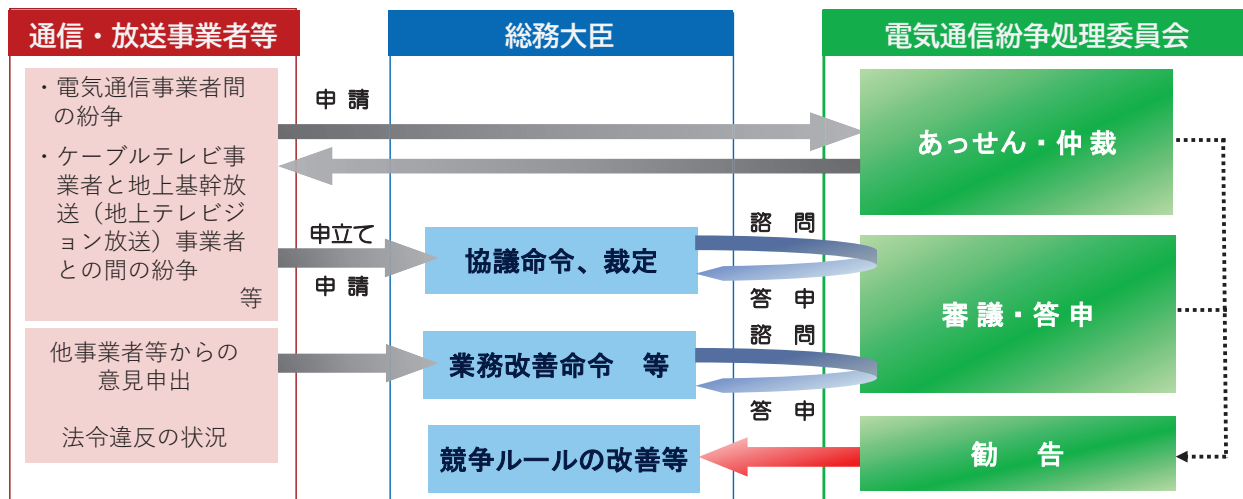 通信・放送事業者等
総務大臣
電気通信紛争処理委員会
・電気通信事業者間
の紛争
・ケーブルテレビ事
業者と地上基幹放
送（地上テレビジ
ョン放送）事業者
との間の紛争
等
他事業者等からの
意見申出
法令違反の状況
申 請
申立て
申 請
協議命令、裁定
業務改善命令　等
競争ルールの改善等
諮　問
答　申
諮　問
答　申
あっせん・仲裁
審議・答申
勧　告